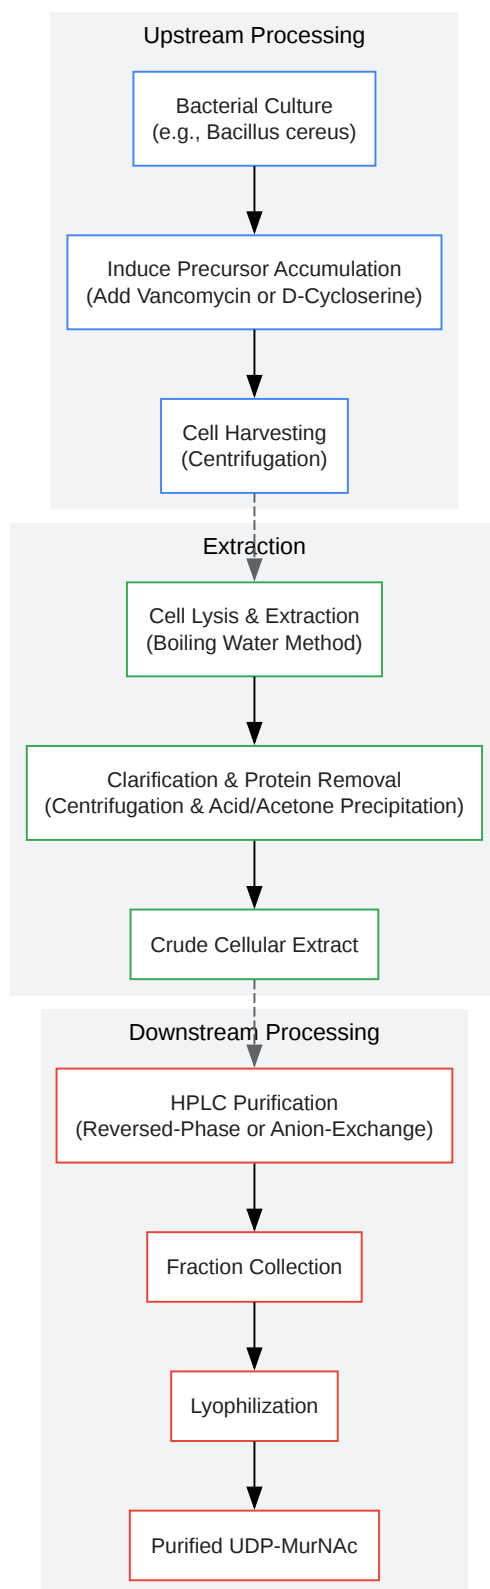 Upstream Processing
Bacterial Culture
(e.g., Bacillus cereus)
Induce Precursor Accumulation
(Add Vancomycin or D-Cycloserine)
Cell Harvesting
(Centrifugation)
Extraction
Cell Lysis & Extraction
(Boiling Water Method)
Clarification & Protein Removal
(Centrifugation & Acid/Acetone Precipitation)
Crude Cellular Extract
Downstream Processing
HPLC Purification
(Reversed-Phase or Anion-Exchange)
Fraction Collection
Lyophilization
Purified UDP-MurNAc